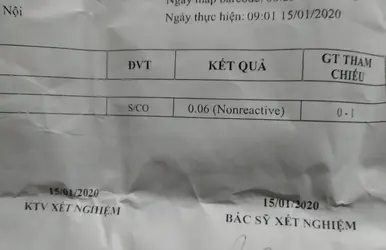 Nội
Ngày thực hiện: 09:01 15/01/2020
ĐVT KẾT QUẢ GT THAM CHIẾU
S/CO 0.06 (Nonreactive) 0 - 1
15/01/2020
KTV XÉT NGHIỆM
15/01/2020
BÁC SỸ XÉT NGHIỆM